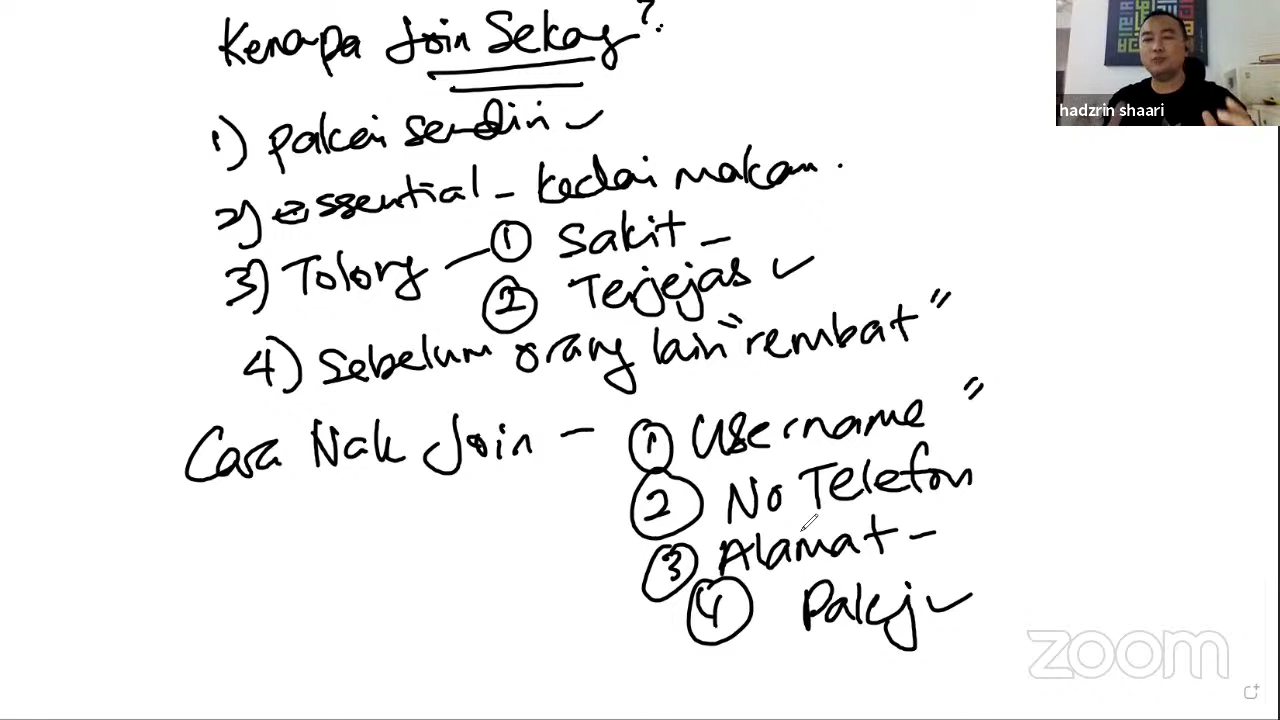 Kenapa Join Sekarang?
1) pakai sendiri ✓
2) essential - kedai makan.
3) Tolong - ① Sakit -
② Terjejas ✓
4) Sebelum orang lain "rembat"
Cara Nak Join - ① Username "
② No Telefon
③ Alamat -
④ Pakej ✓
hadzrin shaari
zoom